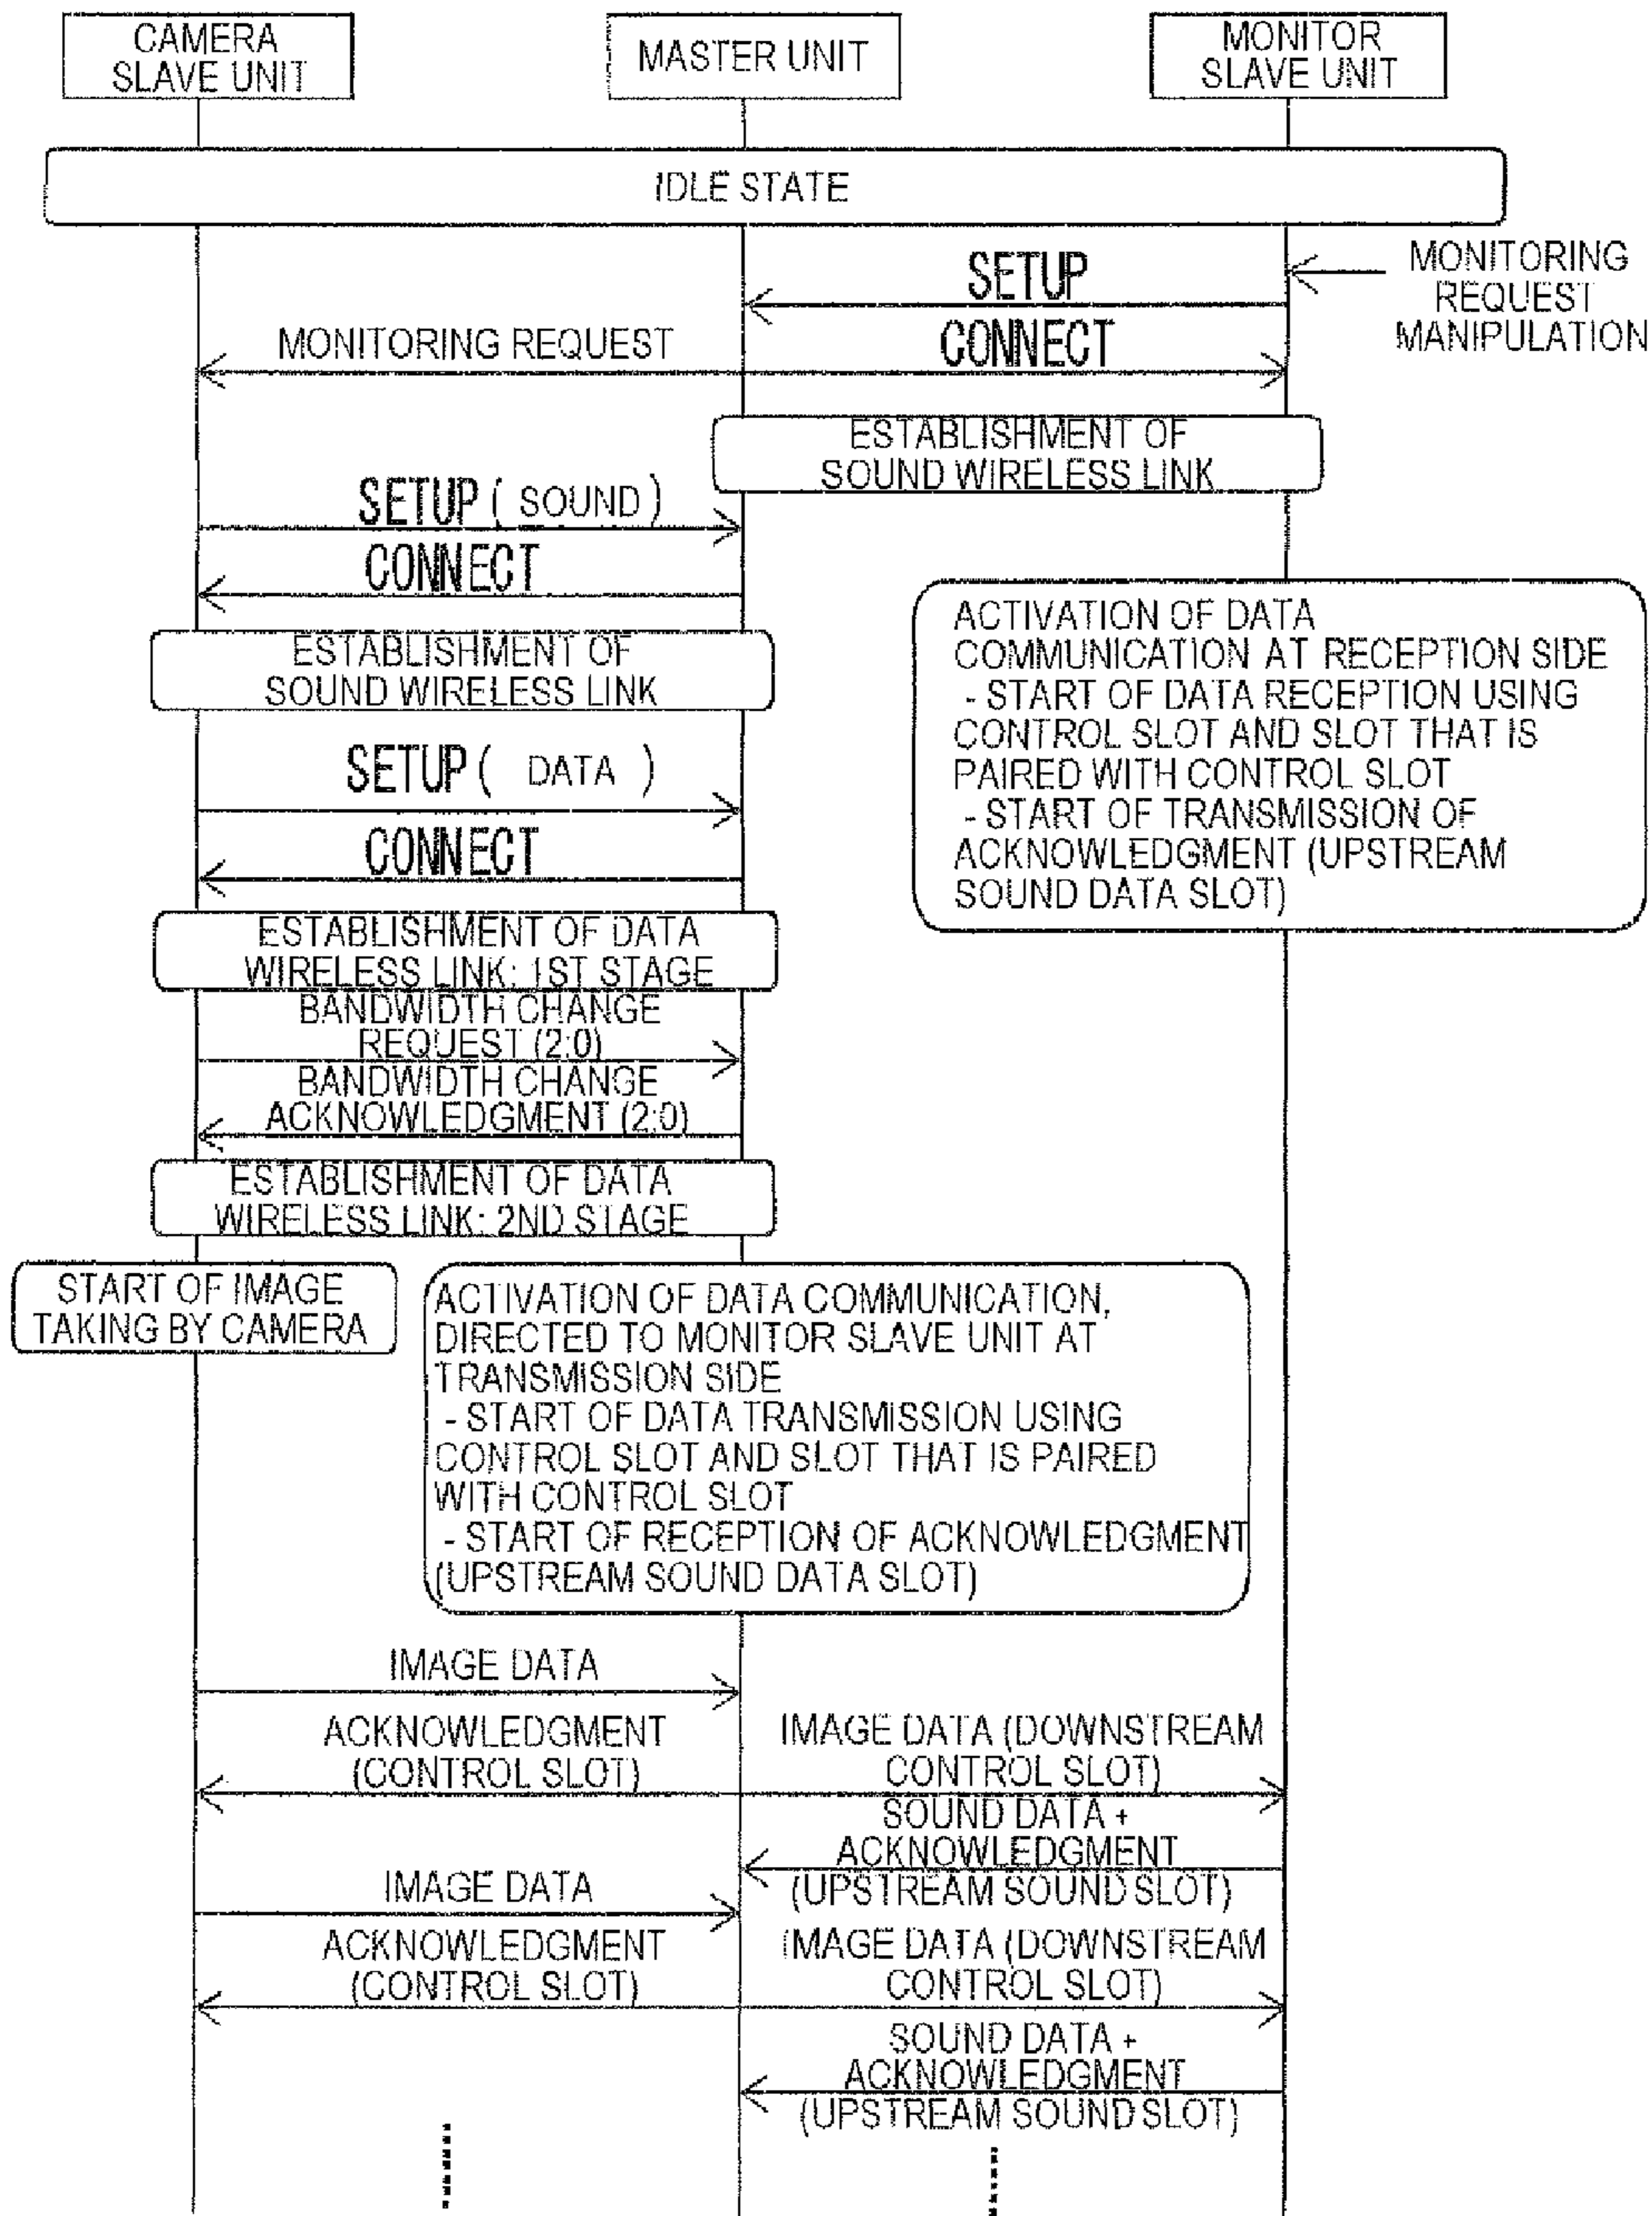 CAMERA
SLAVE UNIT
MASTER UNIT
MONITOR
SLAVE UNIT
IDLE STATE
MONITORING
REQUEST
MANIPULATION
SETUP
MONITORING REQUEST
CONNECT
ESTABLISHMENT OF
SOUND WIRELESS LINK
SETUP ( SOUND )
CONNECT
ESTABLISHMENT OF
SOUND WIRELESS LINK
ACTIVATION OF DATA
COMMUNICATION AT RECEPTION SIDE
- START OF DATA RECEPTION USING
CONTROL SLOT AND SLOT THAT IS
PAIRED WITH CONTROL SLOT
- START OF TRANSMISSION OF
ACKNOWLEDGMENT (UPSTREAM
SOUND DATA SLOT)
SETUP ( DATA )
CONNECT
ESTABLISHMENT OF DATA
WIRELESS LINK: 1ST STAGE
BANDWIDTH CHANGE
REQUEST (2:0)
BANDWIDTH CHANGE
ACKNOWLEDGMENT (2:0)
ESTABLISHMENT OF DATA
WIRELESS LINK: 2ND STAGE
START OF IMAGE
TAKING BY CAMERA
ACTIVATION OF DATA COMMUNICATION,
DIRECTED TO MONITOR SLAVE UNIT AT
TRANSMISSION SIDE
- START OF DATA TRANSMISSION USING
CONTROL SLOT AND SLOT THAT IS PAIRED
WITH CONTROL SLOT
- START OF RECEPTION OF ACKNOWLEDGMENT
(UPSTREAM SOUND DATA SLOT)
IMAGE DATA
ACKNOWLEDGMENT
(CONTROL SLOT)
IMAGE DATA (DOWNSTREAM
CONTROL SLOT)
SOUND DATA +
ACKNOWLEDGMENT
(UPSTREAM SOUND SLOT)
IMAGE DATA
ACKNOWLEDGMENT
(CONTROL SLOT)
IMAGE DATA (DOWNSTREAM
CONTROL SLOT)
SOUND DATA +
ACKNOWLEDGMENT
(UPSTREAM SOUND SLOT)